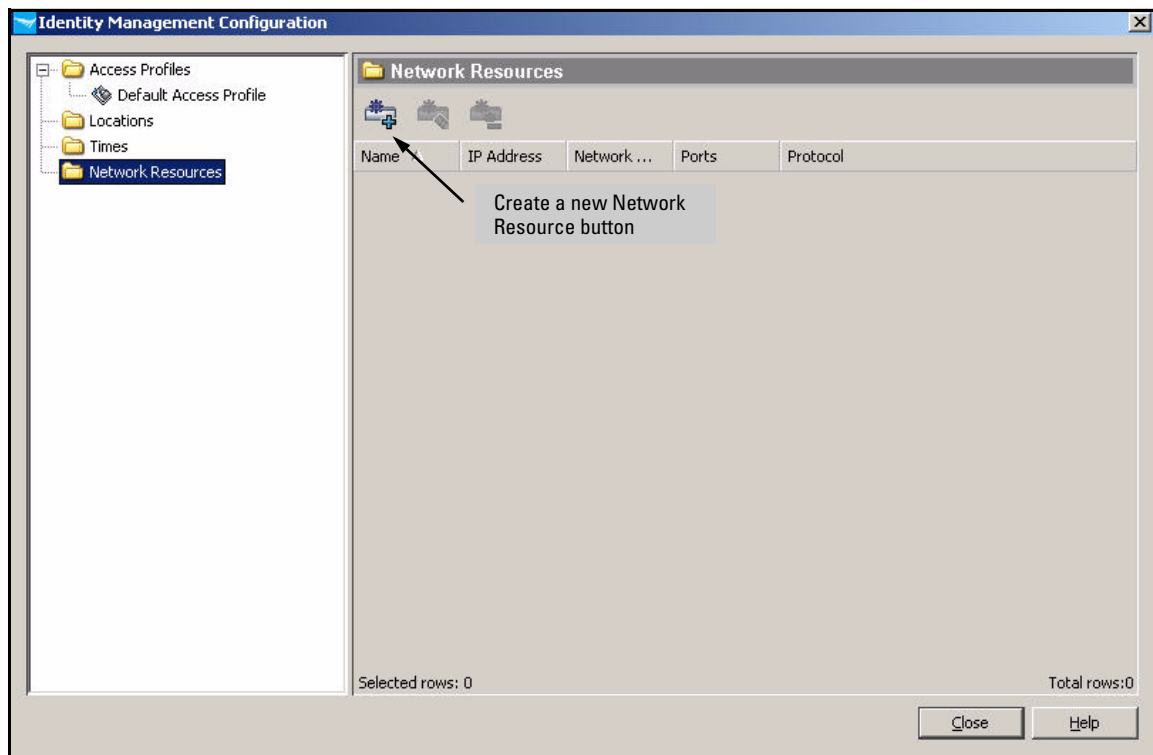 Identity Management Configuration
Access Profiles
Default Access Profile
Locations
Times
Network Resources
Network Resources
Name IP Address Network ... Ports Protocol
Create a new Network
Resource button
Selected rows: 0 Total rows:0
Close Help